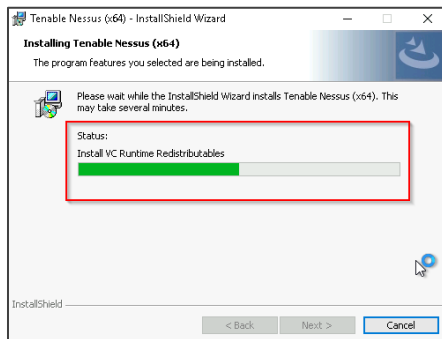 Tenable Nessus (x64) - InstallShield Wizard
Installing Tenable Nessus (x64)
The program features you selected are being installed.
Please wait while the InstallShield Wizard installs Tenable Nessus (x64). This
may take several minutes.
Status:
Install VC Runtime Redistributables
InstallShield
< Back
Next >
Cancel